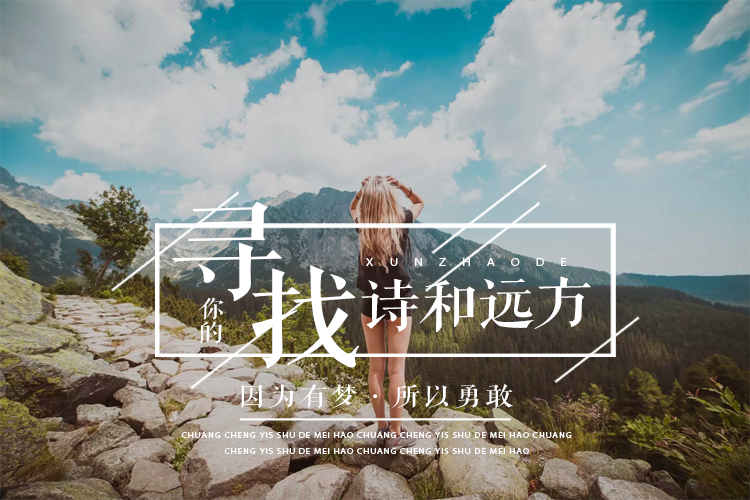 寻找
XUNZHAODE
你的
诗和远方
因为有梦·所以勇敢
CHUANG CHENG YIS SHU DE MEI HAO CHUANG CHENG YIS SHU DE MEI HAO CHUANG
CHENG YIS SHU DE MEI HAO CHUANG CHENG YIS SHU DE MEI HAO